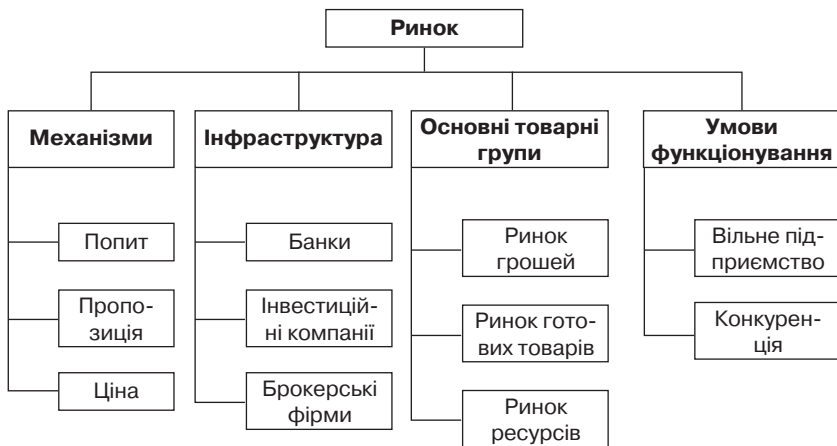 Ринок
Механізми
Інфраструктура
Основні товарні
групи
Умови
функціонування
Попит
Пропо-
зиція
Ціна
Банки
Інвестицій-
ні компанії
Брокерські
фірми
Ринок
грошей
Ринок гото-
вих товарів
Ринок
ресурсів
Вільне під-
приємство
Конкурен-
ція